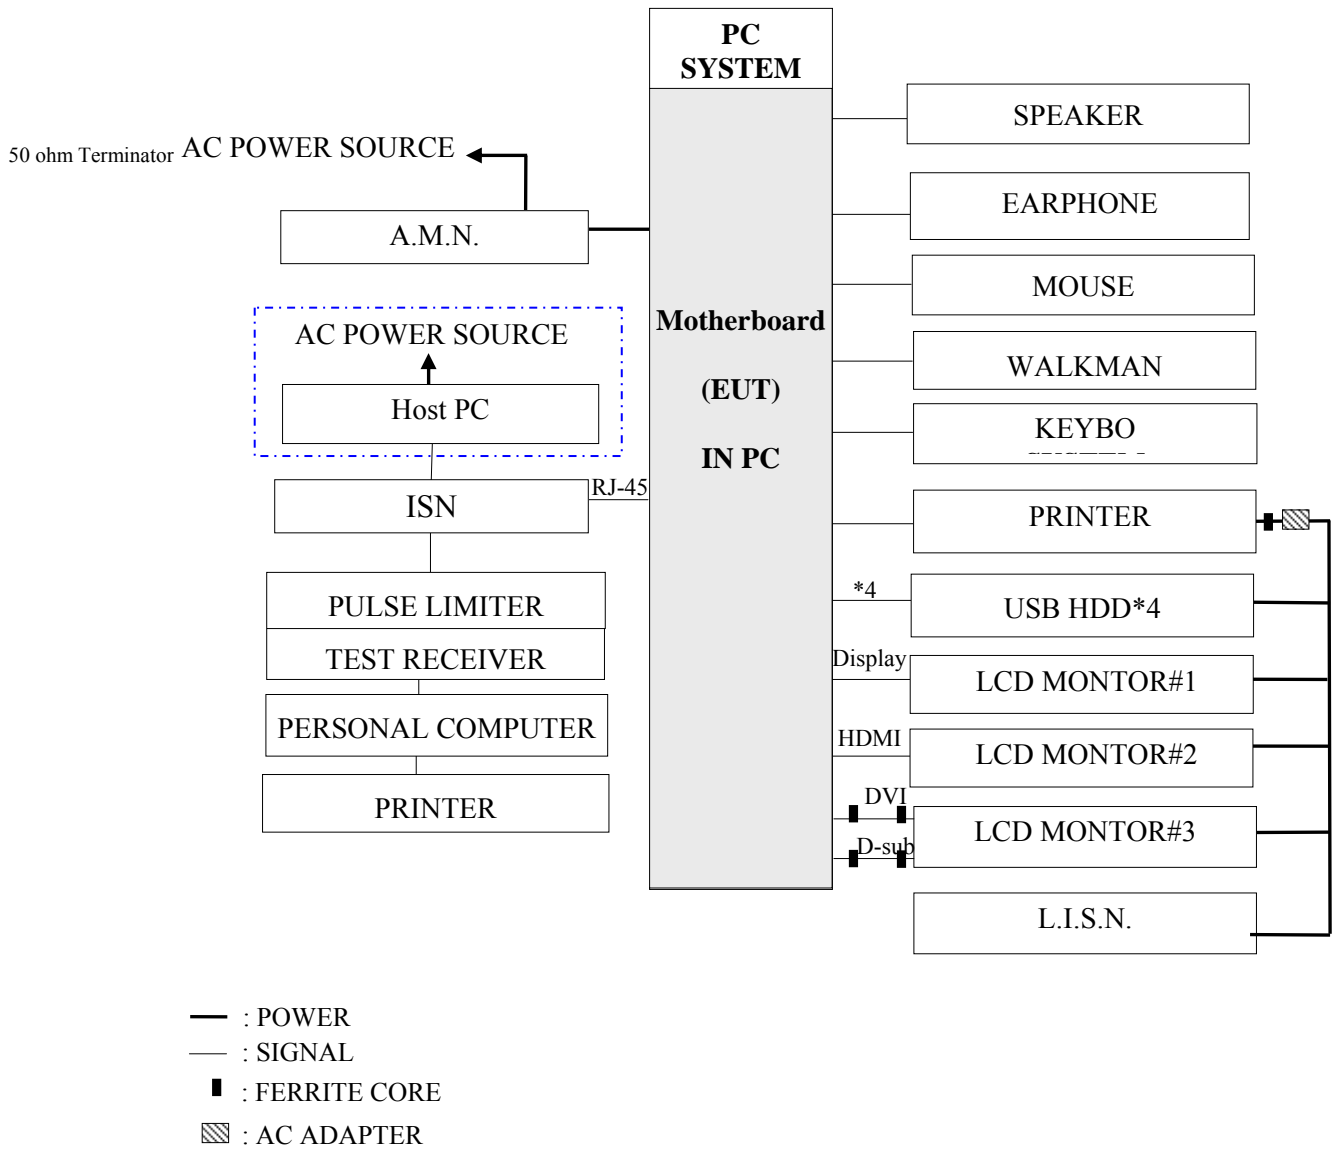 PC
SYSTEM
50 ohm Terminator AC POWER SOURCE
A.M.N.
AC POWER SOURCE
Host PC
ISN
RJ-45
PULSE LIMITER
TEST RECEIVER
PERSONAL COMPUTER
PRINTER
Motherboard
(EUT)
IN PC
SPEAKER
EARPHONE
MOUSE
WALKMAN
KEYBO
PRINTER
*4
USB HDD*4
Display
LCD MONTOR#1
HDMI
LCD MONTOR#2
DVI
LCD MONTOR#3
D-sub
L.I.S.N.
: POWER
: SIGNAL
: FERRITE CORE
: AC ADAPTER